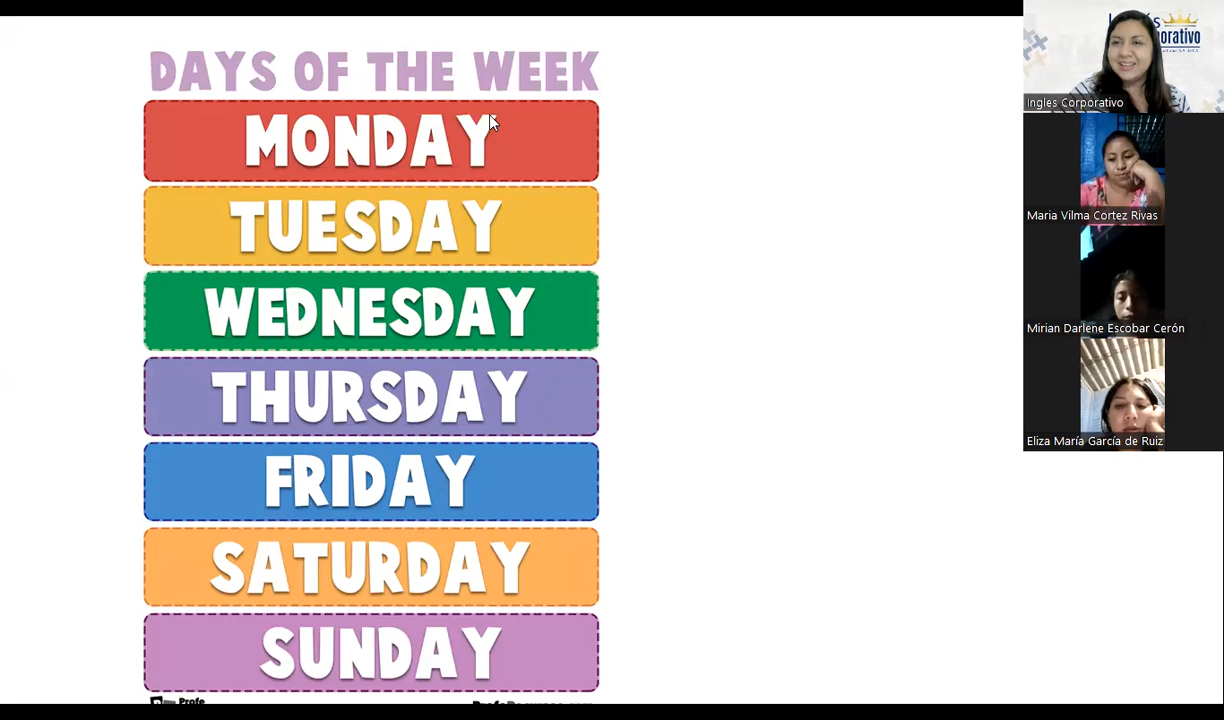 DAYS OF THE WEEK
MONDAY
TUESDAY
WEDNESDAY
THURSDAY
FRIDAY
SATURDAY
SUNDAY
Profe
Ingles Corporativo
Maria Vilma Cortez Rivas
Mirian Darlene Escobar Cerón
Eliza María García de Ruiz